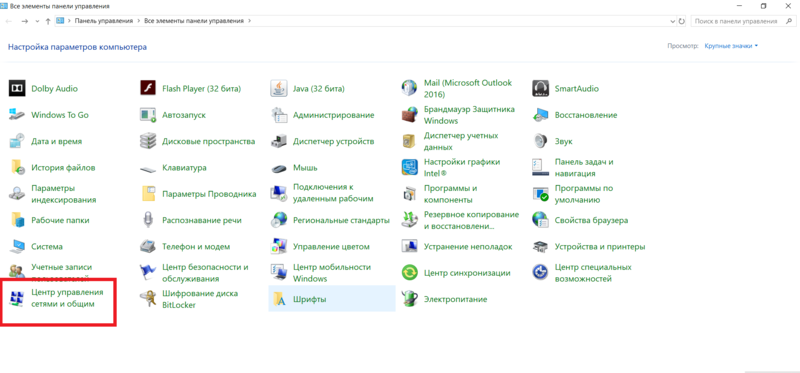 Все элементы панели управления
Панель управления
Все элементы панели управления
Поиск в панели управления
Настройка параметров компьютера
Просмотр:
Крупные значки
Dolby Audio
Flash Player (32 бита)
Java (32 бита)
Mail (Microsoft Outlook
2016)
SmartAudio
Windows To Go
Автозапуск
Администрирование
Брандмауэр Защитника
Windows
Восстановление
Дата и время
Дисковые пространства
Диспетчер устройств
Диспетчер учетных
данных
Звук
История файлов
Клавиатура
Мышь
Настройки графики
Intel®
Панель задач и
навигация
Параметры
индексирования
Параметры Проводника
Подключения к
удаленным рабочим
Программы и
компоненты
Программы по
умолчанию
Рабочие папки
Распознавание речи
Региональные стандарты
Резервное копирование
и восстановлени...
Свойства браузера
Система
Телефон и модем
Управление цветом
Устранение неполадок
Устройства и принтеры
Учетные записи
пользователей
Центр безопасности и
обслуживания
Центр мобильности
Windows
Центр синхронизации
Центр специальных
возможностей
Центр управления
сетями и общим
Шифрование диска
BitLocker
Шрифты
Электропитание